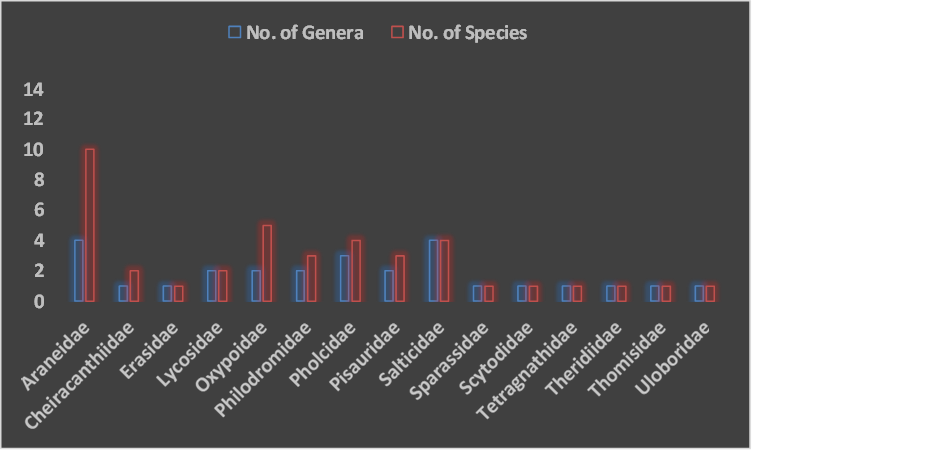 No. of Genera No. of Species
14
12
10
8
6
4
2
0
Araneidae
Cheiracanthiidae
Erasidae
Lycosidae
Oxypoidae
Philodromidae
Pholcidae
Pisauridae
Salticidae
Sparassidae
Scytodidae
Tetragnathidae
Theridiidae
Thomisidae
Uloboridae